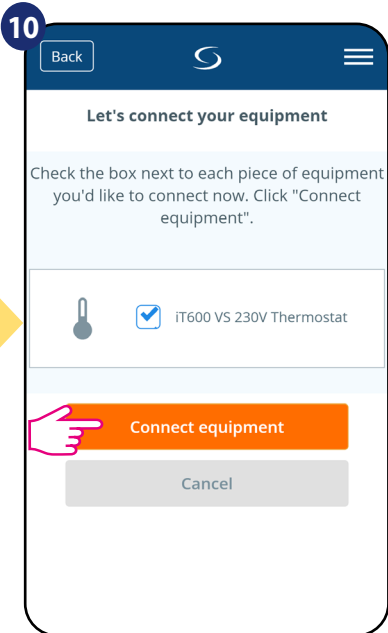 10
Back
Let's connect your equipment
Check the box next to each piece of equipment
you'd like to connect now. Click "Connect
equipment".
iT600 VS 230V Thermostat
Connect equipment
Cancel